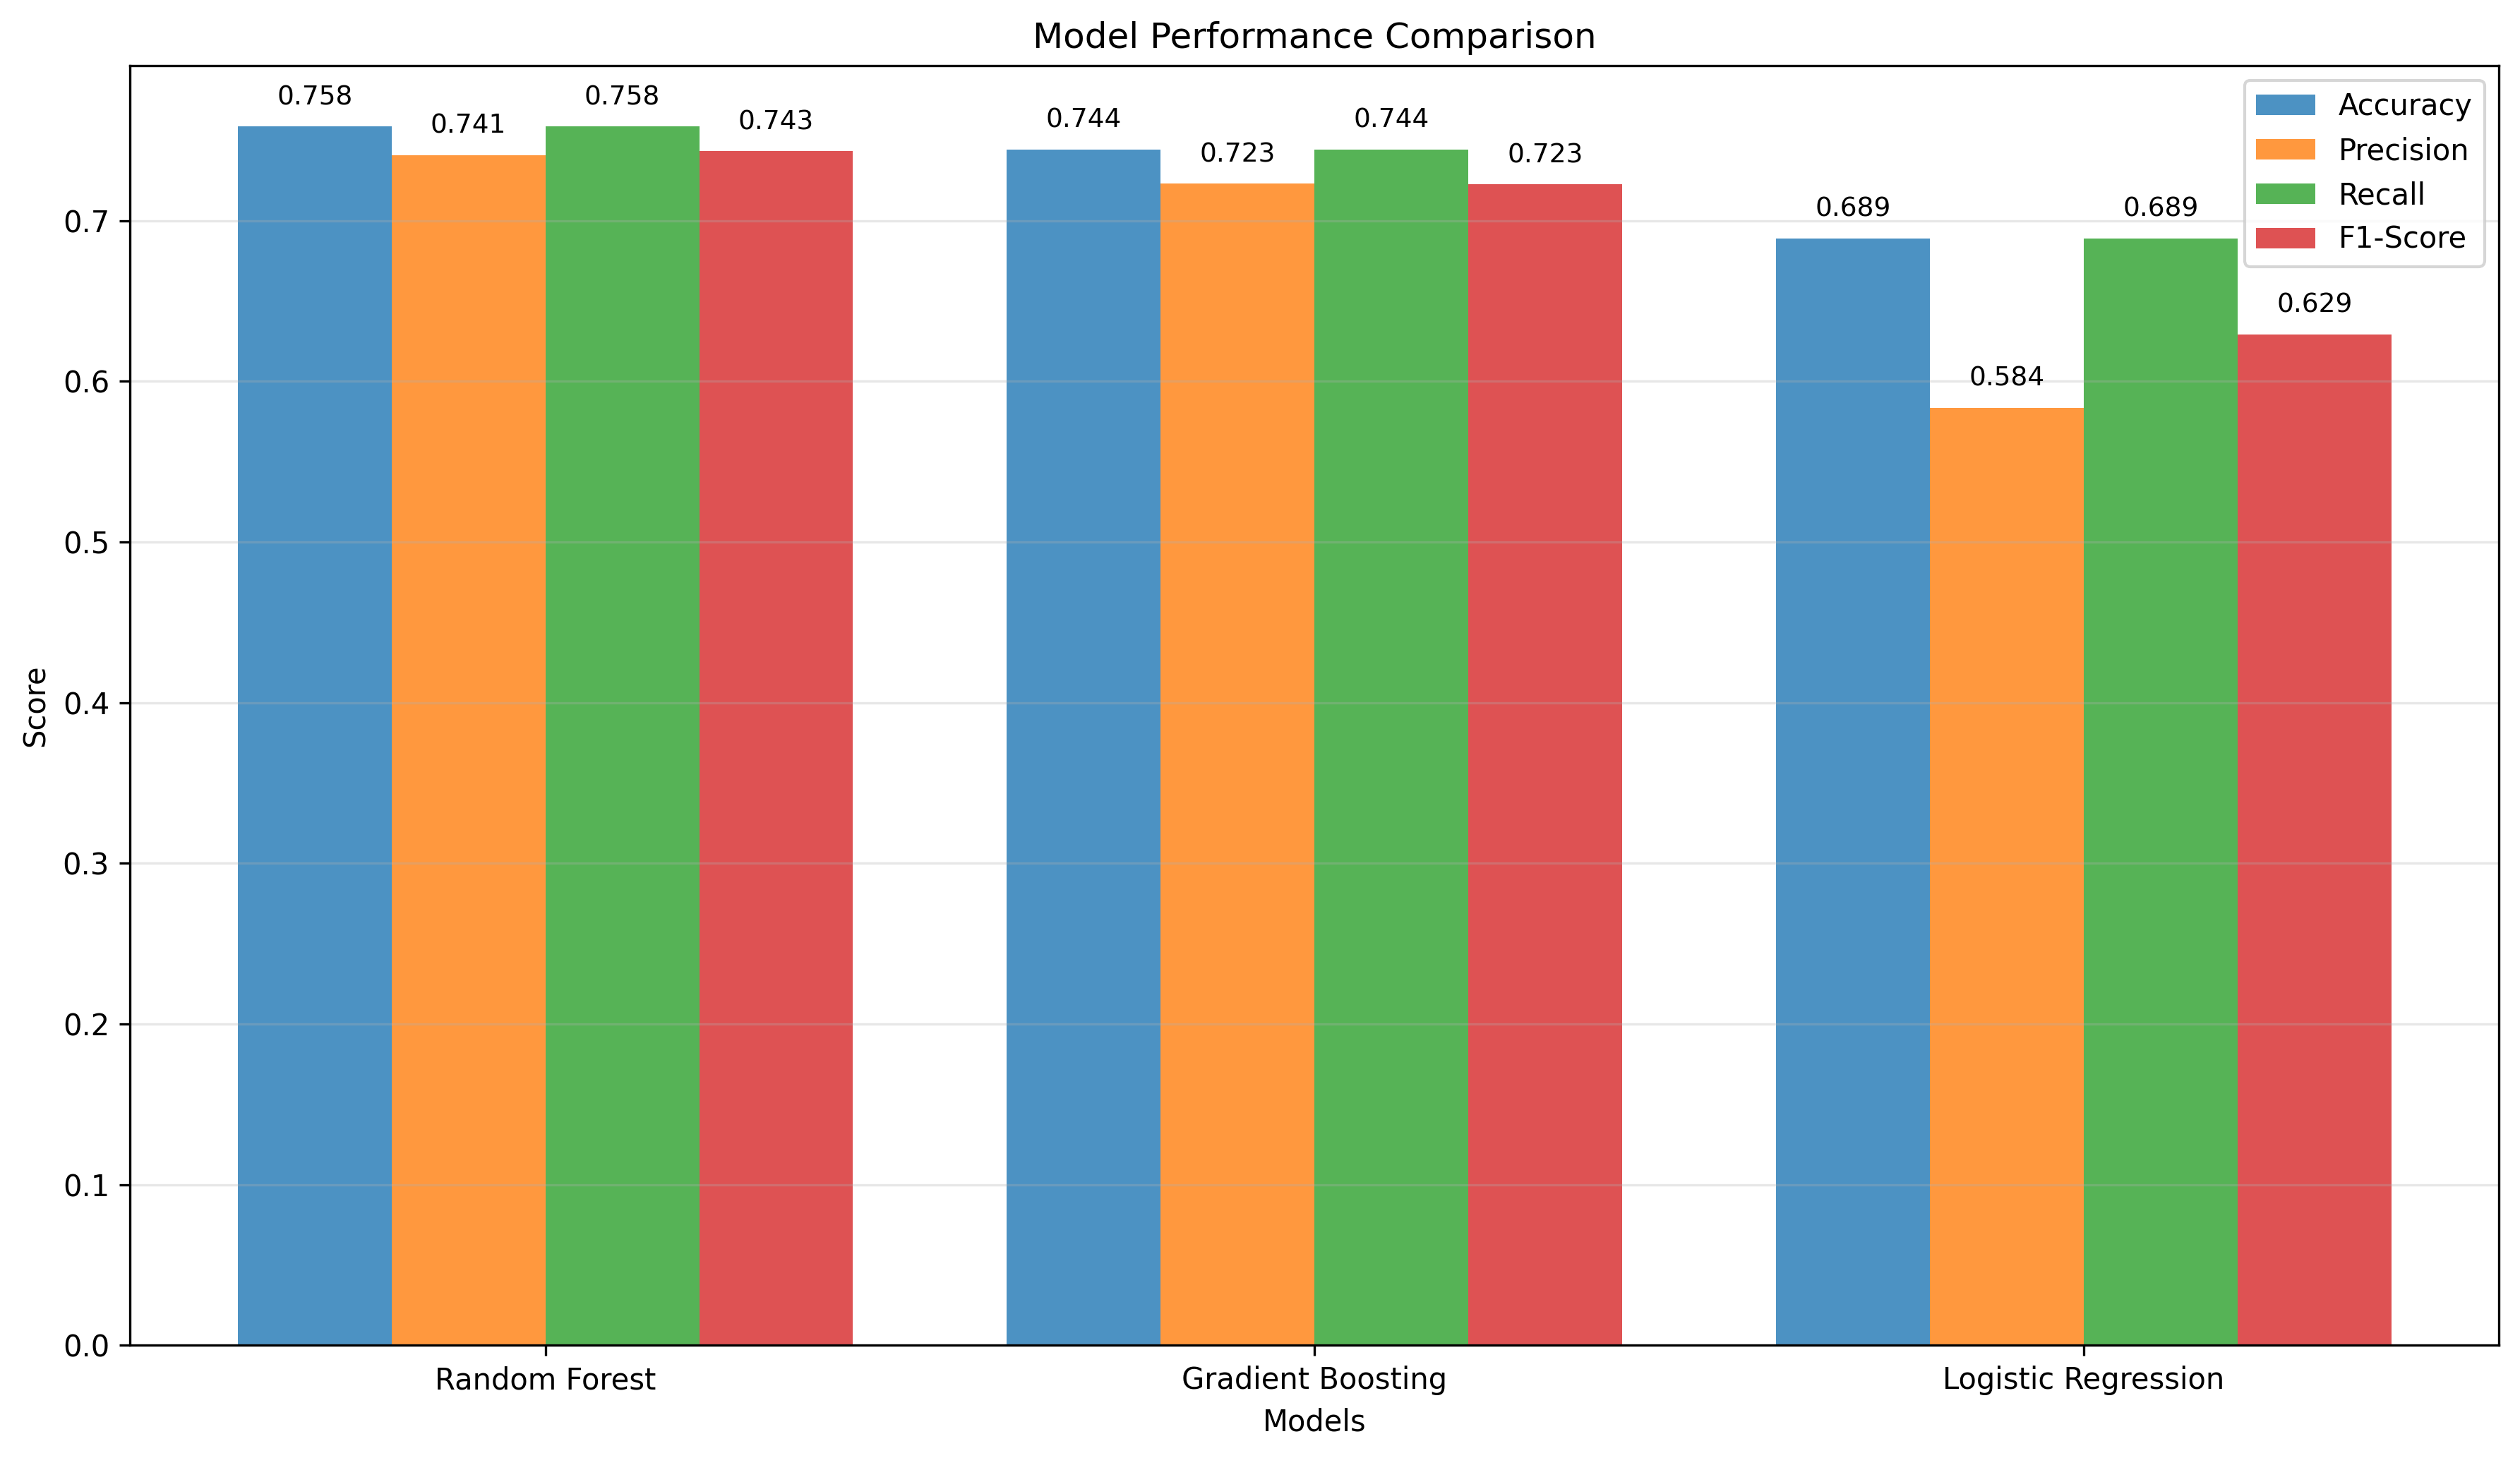 Model Performance Comparison
0.758
0.741
0.758
0.743
0.744
0.723
0.744
0.723
0.689
0.584
0.689
0.629
Accuracy
Precision
Recall
F1-Score
Score
0.7
0.6
0.5
0.4
0.3
0.2
0.1
0.0
Random Forest
Gradient Boosting
Logistic Regression
Models